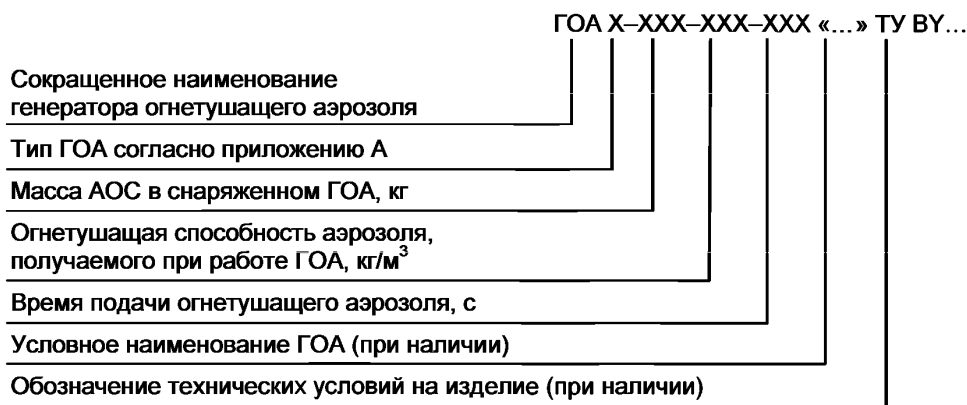 ГОА Х–ХХХ–ХХХ–ХХХ «...» ТУ BY...
Сокращенное наименование
генератора огнетушащего аэрозоля
Тип ГОА согласно приложению А
Масса АОС в снаряженном ГОА, кг
Огнетушащая способность аэрозоля,
получаемого при работе ГОА, кг/м³
Время подачи огнетушащего аэрозоля, с
Условное наименование ГОА (при наличии)
Обозначение технических условий на изделие (при наличии)